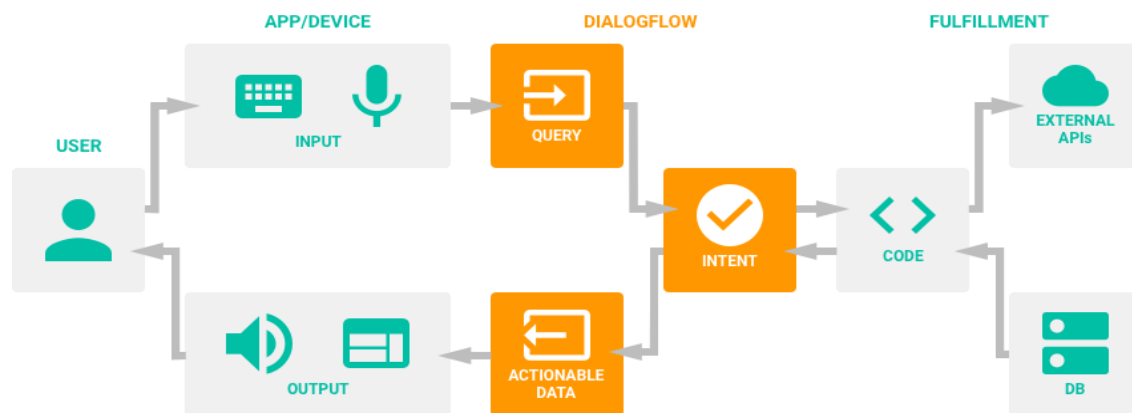 APP/DEVICE
DIALOGFLOW
FULFILLMENT
INPUT
QUERY
EXTERNAL
APIs
USER
INTENT
CODE
OUTPUT
ACTIONABLE
DATA
DB